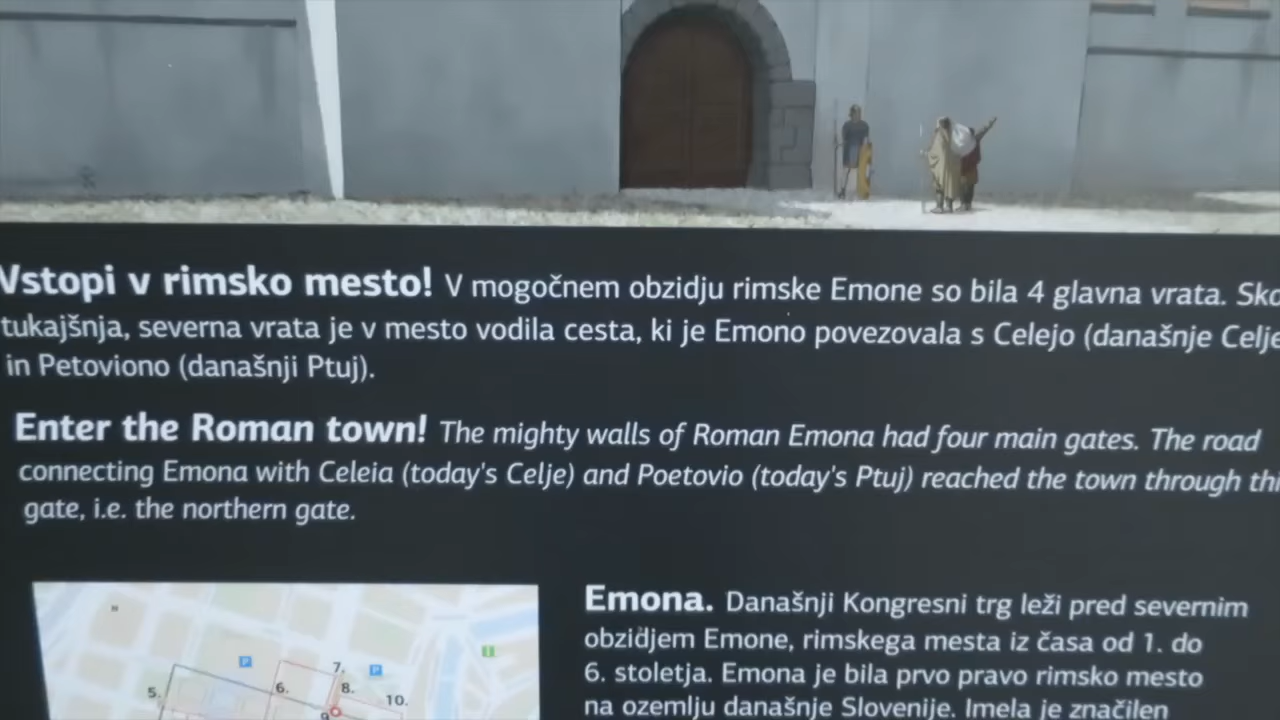 Vstopi v rimsko mesto! V mogočnem obzidju rimske Emone so bila 4 glavna vrata.
tukajšnja, severna vrata je v mesto vodila cesta, ki je Emono povezovala s Celejo (današnje Celje
in Petoviono (današnji Ptuj).
Enter the Roman town! The mighty walls of Roman Emona had four main gates. The road
connecting Emona with Celeia (today's Celje) and Poetovio (today's Ptuj) reached the town through
gate, i.e. the northern gate.
Emona. Današnji Kongresni trg leži pred severnim
obzidjem Emone, rimskega mesta iz časa od 1. do
6. stoletja. Emona je bila prvo pravo rimsko mesto
na ozemlju današnje Slovenije. Imela je značilen
P
P
i
7.
5.
6.
8.
10.
9